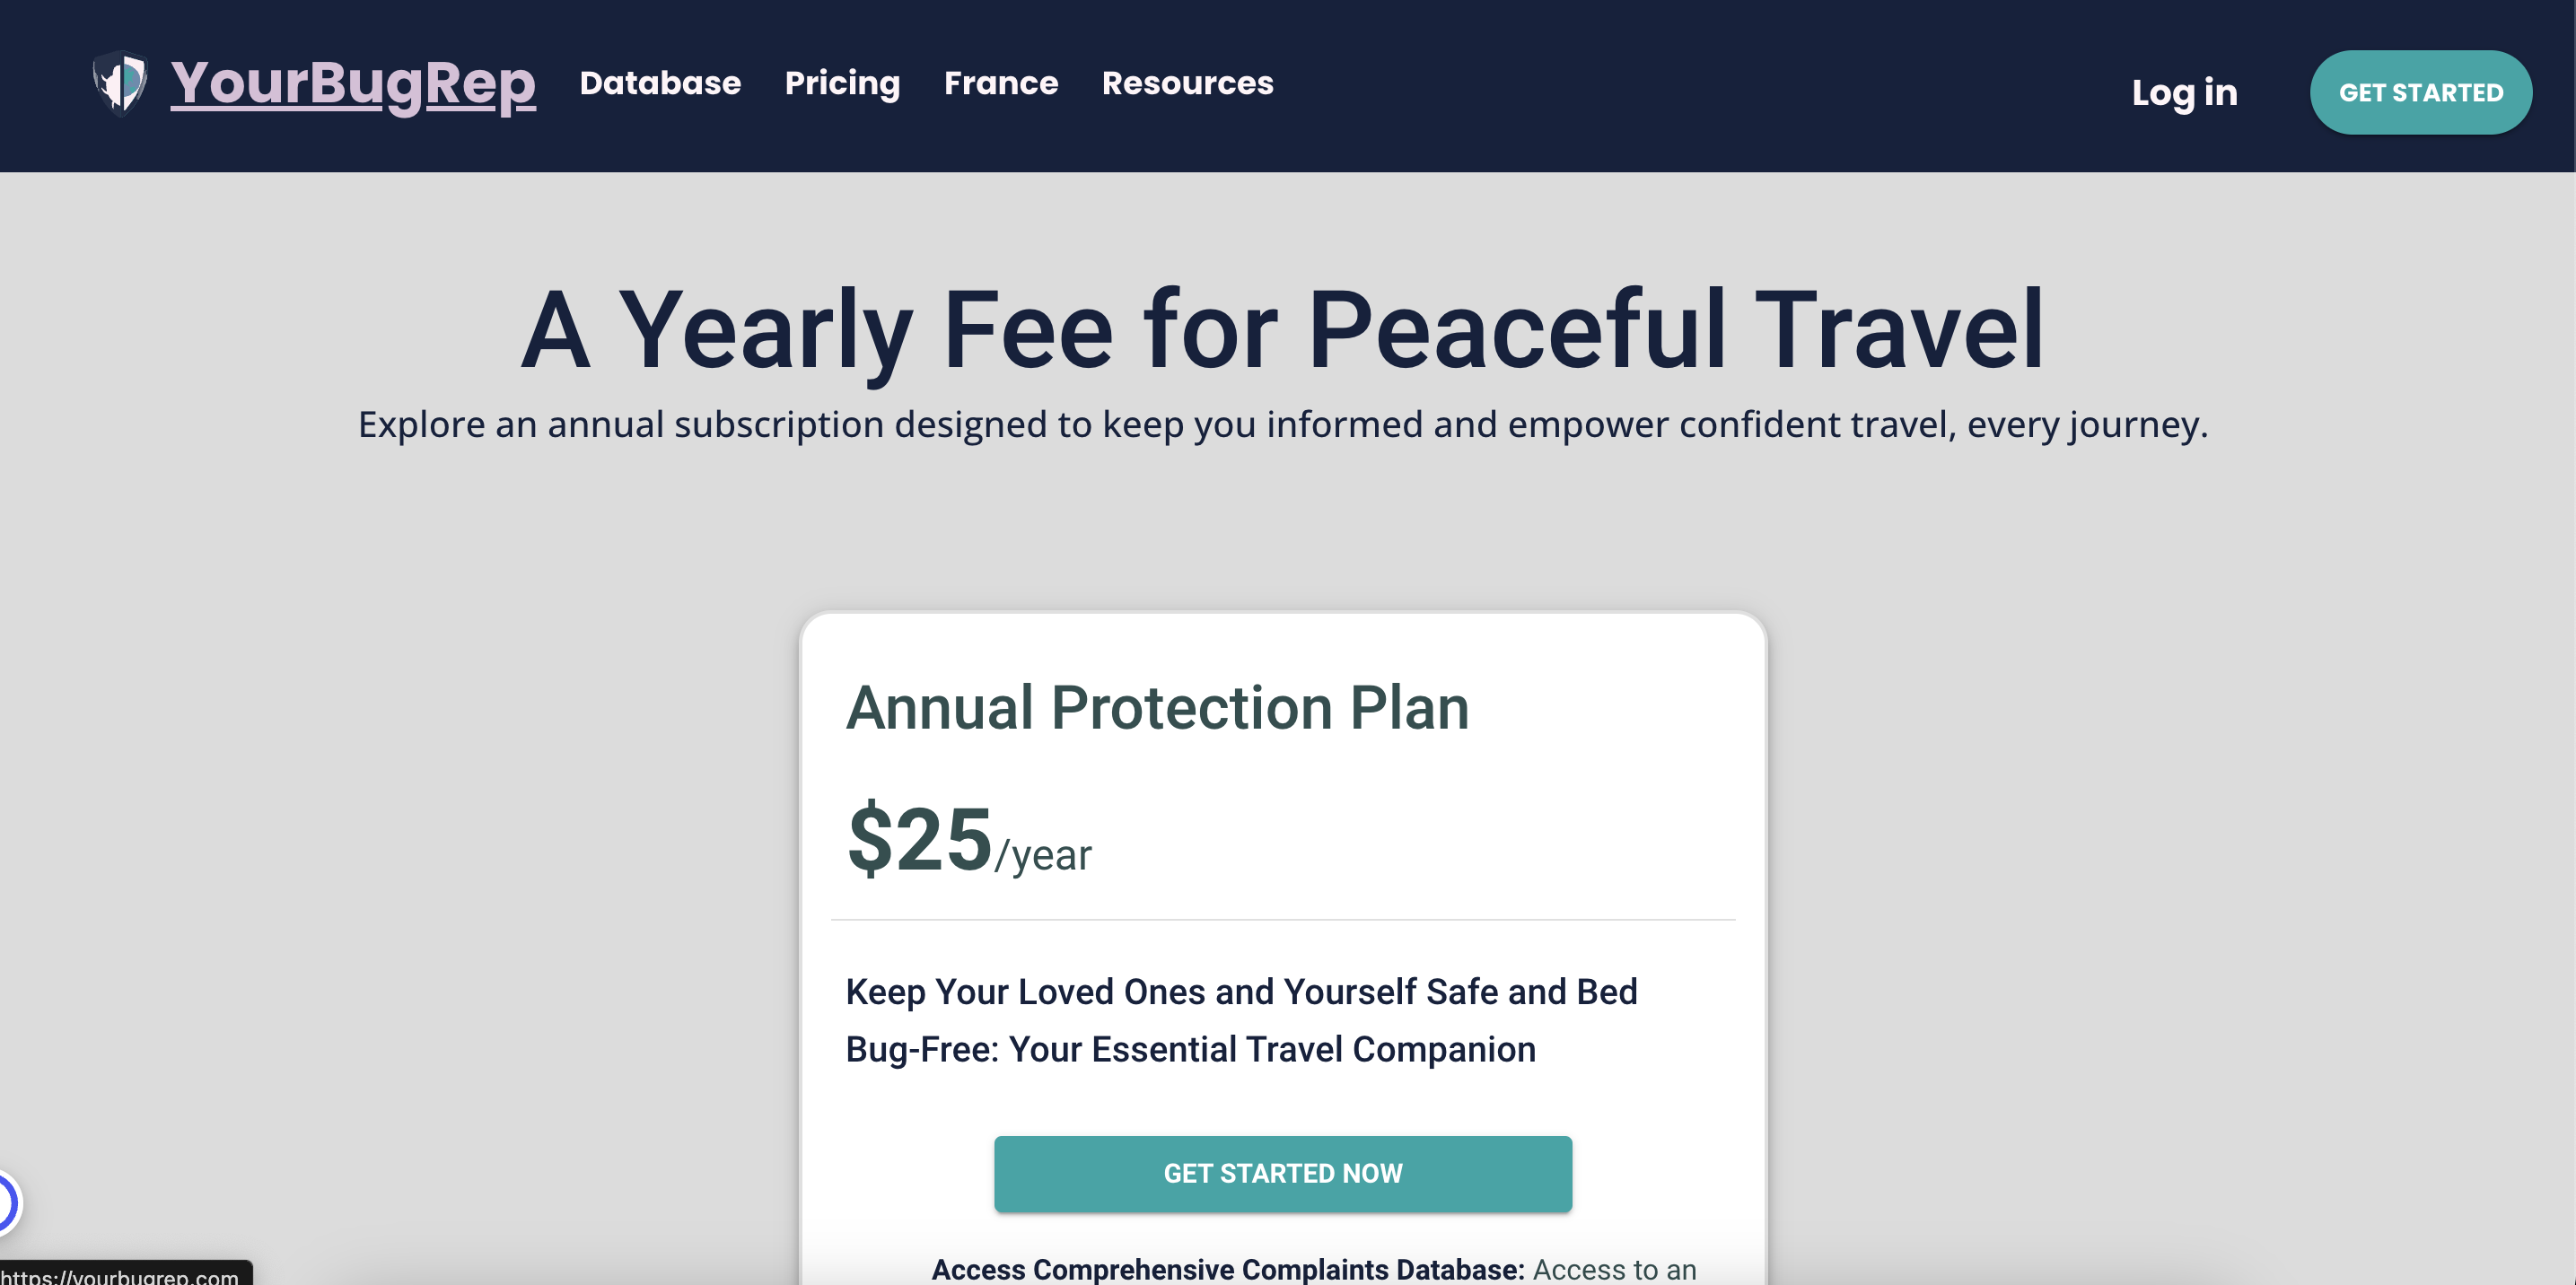 YourBugRep
Database
Pricing
France
Resources
Log in
GET STARTED
A Yearly Fee for Peaceful Travel
Explore an annual subscription designed to keep you informed and empower confident travel, every journey.
Annual Protection Plan
$25/year
Keep Your Loved Ones and Yourself Safe and Bed
Bug-Free: Your Essential Travel Companion
GET STARTED NOW
Access Comprehensive Complaints Database: Access to an
https://yourbugrep.com